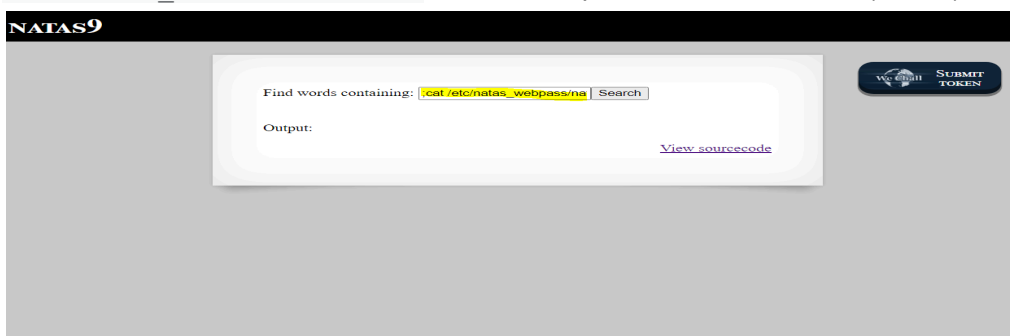 NATAS9
We Chall SUBMIT
TOKEN
Find words containing: ;cat /etc/natas_webpass/na Search
Output:
View sourcecode